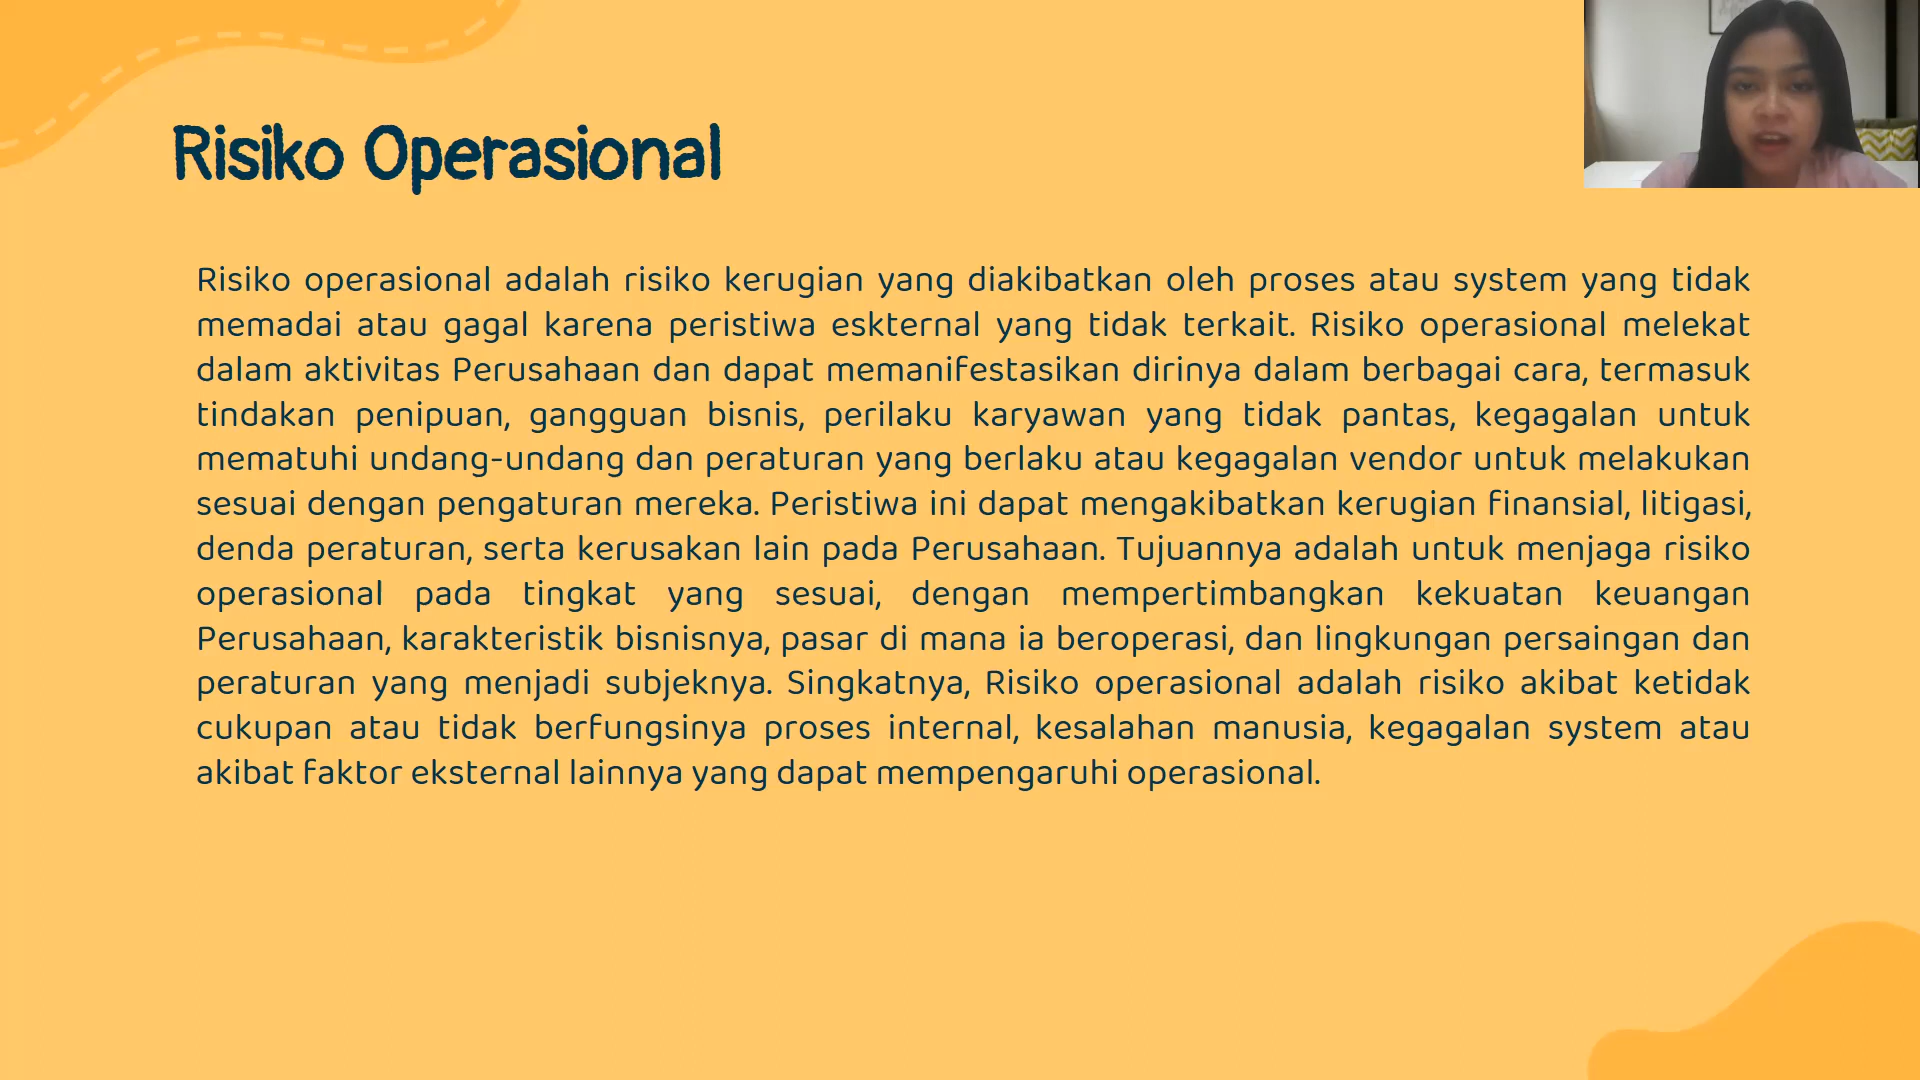 Risiko Operasional
Risiko operasional adalah risiko kerugian yang diakibatkan oleh proses atau system yang tidak
memadai atau gagal karena peristiwa eskternal yang tidak terkait. Risiko operasional melekat
dalam aktivitas Perusahaan dan dapat memanifestasikan dirinya dalam berbagai cara, termasuk
tindakan penipuan, gangguan bisnis, perilaku karyawan yang tidak pantas, kegagalan untuk
mematuhi undang-undang dan peraturan yang berlaku atau kegagalan vendor untuk melakukan
sesuai dengan pengaturan mereka. Peristiwa ini dapat mengakibatkan kerugian finansial, litigasi,
denda peraturan, serta kerusakan lain pada Perusahaan. Tujuannya adalah untuk menjaga risiko
operasional pada tingkat yang sesuai, dengan mempertimbangkan kekuatan keuangan
Perusahaan, karakteristik bisnisnya, pasar di mana ia beroperasi, dan lingkungan persaingan dan
peraturan yang menjadi subjeknya. Singkatnya, Risiko operasional adalah risiko akibat ketidak
cukupan atau tidak berfungsinya proses internal, kesalahan manusia, kegagalan system atau
akibat faktor eksternal lainnya yang dapat mempengaruhi operasional.